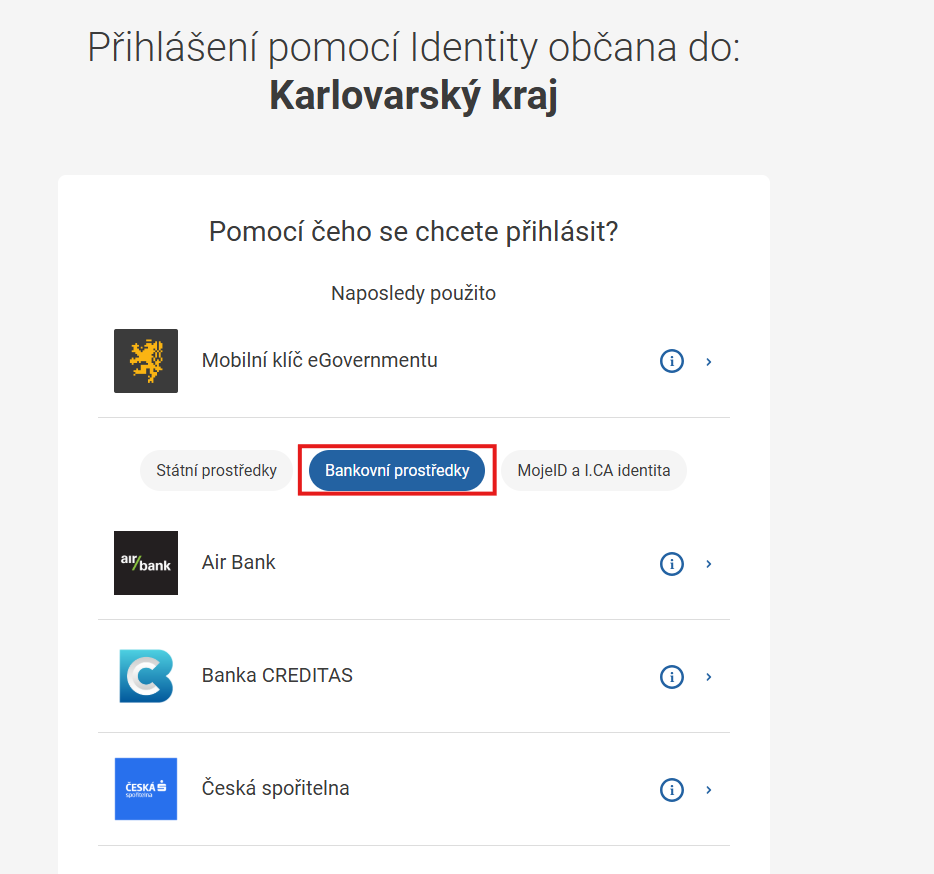 Přihlášení pomocí Identity občana do:
Karlovarský kraj
Pomocí čeho se chcete přihlásit?
Naposledy použito
Mobilní klíč eGovernmentu
Státní prostředky
Bankovní prostředky
MojeID a I.CA identita
air bank
Air Bank
Banka CREDITAS
ČESKÁ
spořitelna
Česká spořitelna